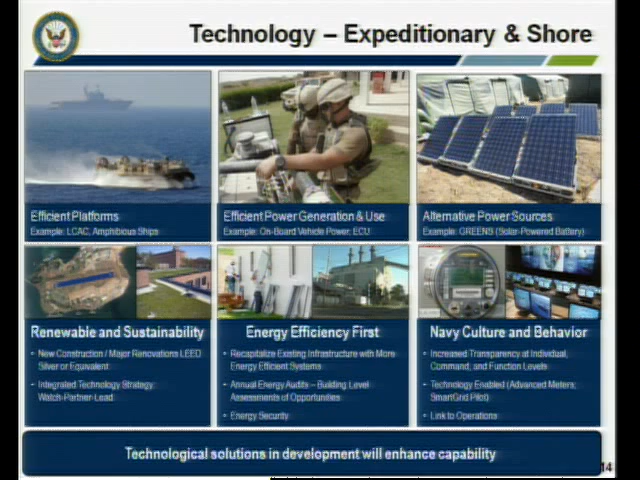 Technology – Expeditionary & Shore
Efficient Platforms
Example: LCAC, Amphibious Ships
Efficient Power Generation & Use
Example: On-Board Vehicle Power, ECU
Alternative Power Sources
Example: GREENS (Solar-Powered Battery)
Renewable and Sustainability
• New Construction / Major Renovations LEED
Silver or Equivalent
• Integrated Technology Strategy:
Watch-Partner-Lead
Energy Efficiency First
• Recapitalize Existing Infrastructure with More
Energy Efficient Systems
• Annual Energy Audits – Building Level
Assessments of Opportunities
• Energy Security
Navy Culture and Behavior
• Increased Transparency at Individual,
Command, and Function Levels
• Technology Enabled (Advanced Meters;
SmartGrid Pilot)
• Link to Operations
Technological solutions in development will enhance capability
14